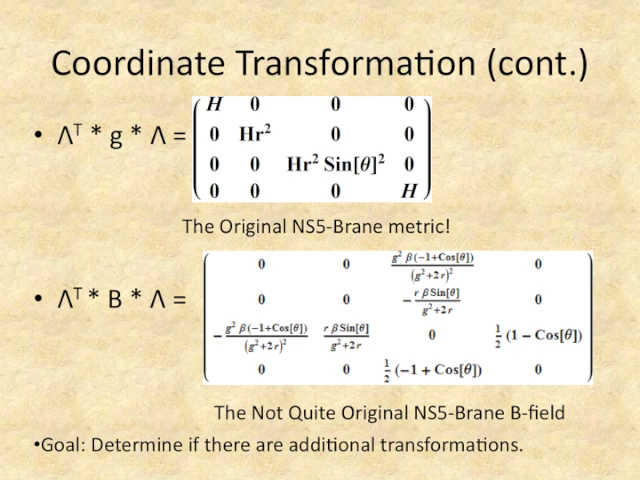 Coordinate Transformation (cont.)
• Λᵀ * g * Λ =
H 0 0 0
0 Hr² 0 0
0 0 Hr² Sin[θ]² 0
0 0 0 H
The Original NS5-Brane metric!
• Λᵀ * B * Λ =
0 0 g² β (−1+Cos[θ]) / (g²+2 r)² 0
0 0 − r β Sin[θ] / g²+2 r 0
− g² β (−1+Cos[θ]) / (g²+2 r)² r β Sin[θ] / g²+2 r 0 1/2 (1 − Cos[θ])
0 0 1/2 (−1 + Cos[θ]) 0
The Not Quite Original NS5-Brane B-field
•Goal: Determine if there are additional transformations.